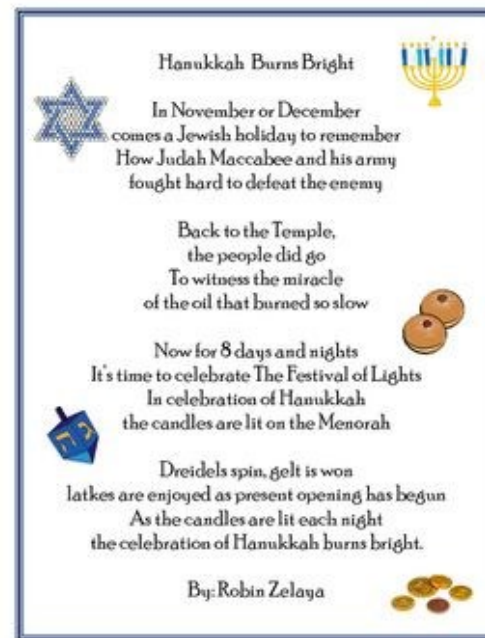 Hanukkah Burns Bright
In November or December
comes a Jewish holiday to remember
How Judah Maccabee and his army
fought hard to defeat the enemy
Back to the Temple,
the people did go
To witness the miracle
of the oil that burned so slow
Now for 8 days and nights
It's time to celebrate The Festival of Lights
In celebration of Hanukkah
the candles are lit on the Menorah
Dreidels spin, gelt is won
latkes are enjoyed as present opening has begun
As the candles are lit each night
the celebration of Hanukkah burns bright.
By: Robin Zelaya
ה ג